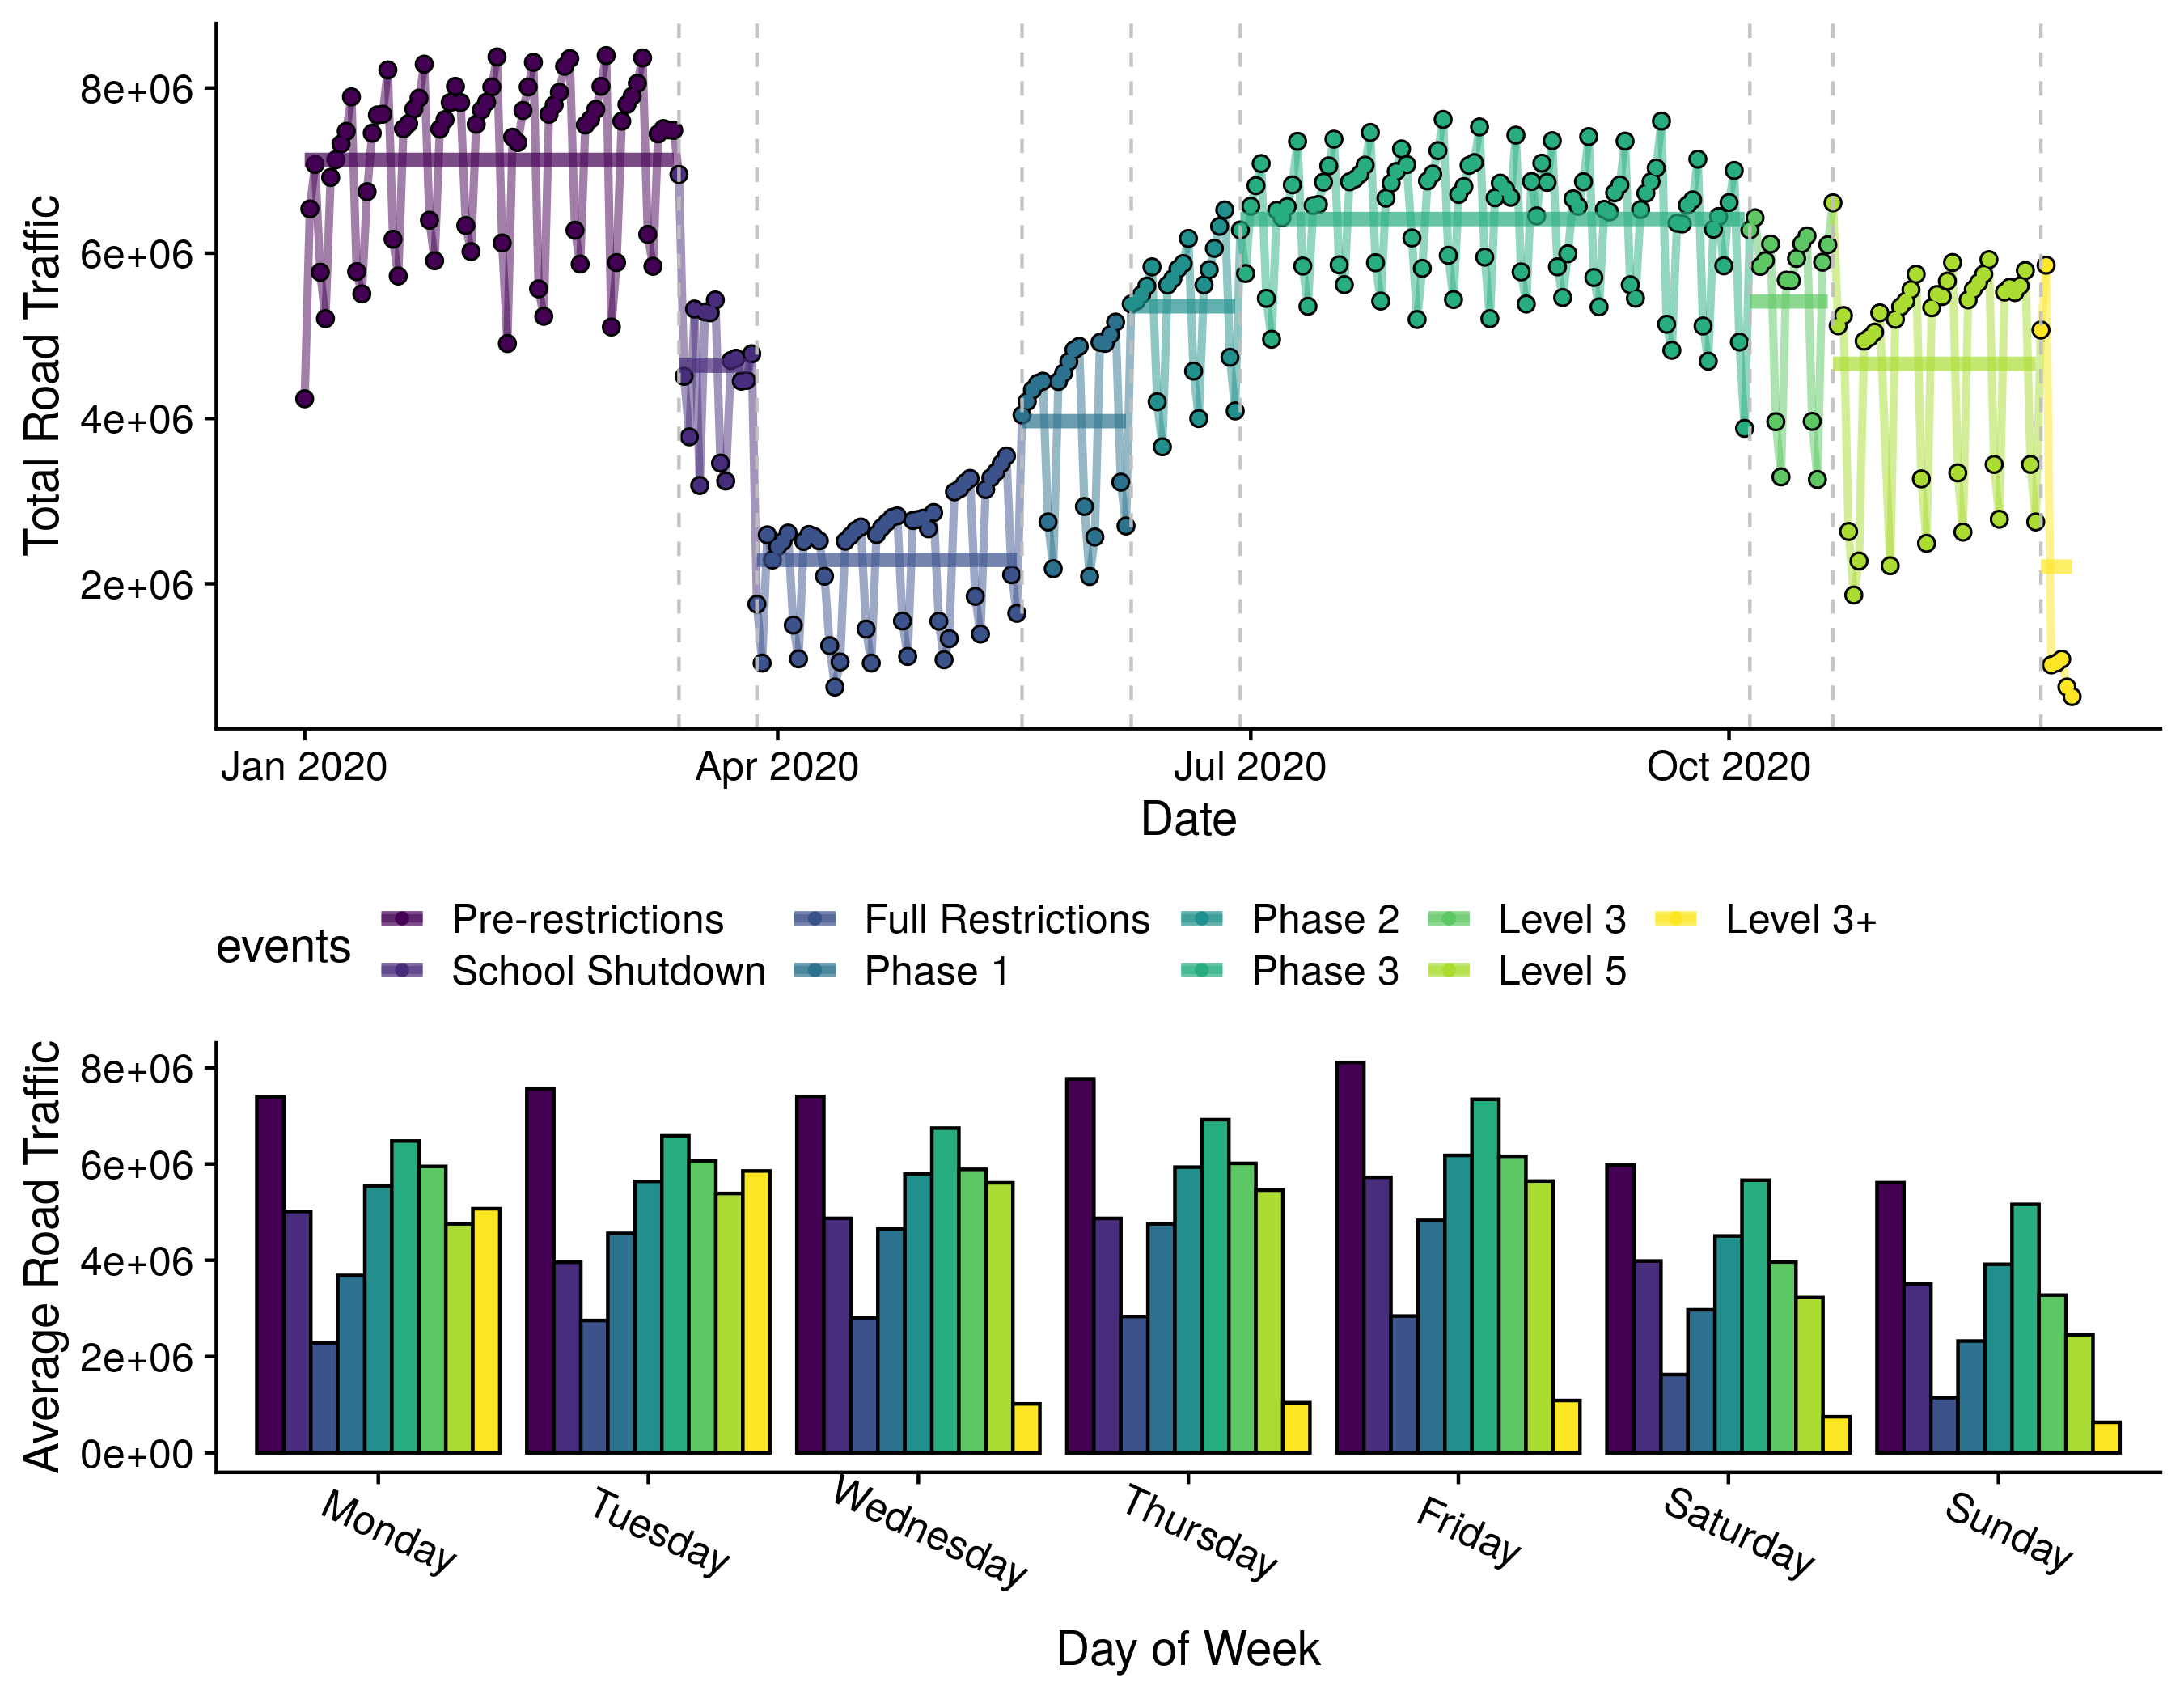 Total Road Traffic
8e+06
6e+06
4e+06
2e+06
Jan 2020 Apr 2020 Jul 2020 Oct 2020
Date
events
Pre-restrictions Full Restrictions Phase 2 Level 3 Level 3+
School Shutdown Phase 1 Phase 3 Level 5
Average Road Traffic
8e+06
6e+06
4e+06
2e+06
0e+00
Monday Tuesday Wednesday Thursday Friday Saturday Sunday
Day of Week